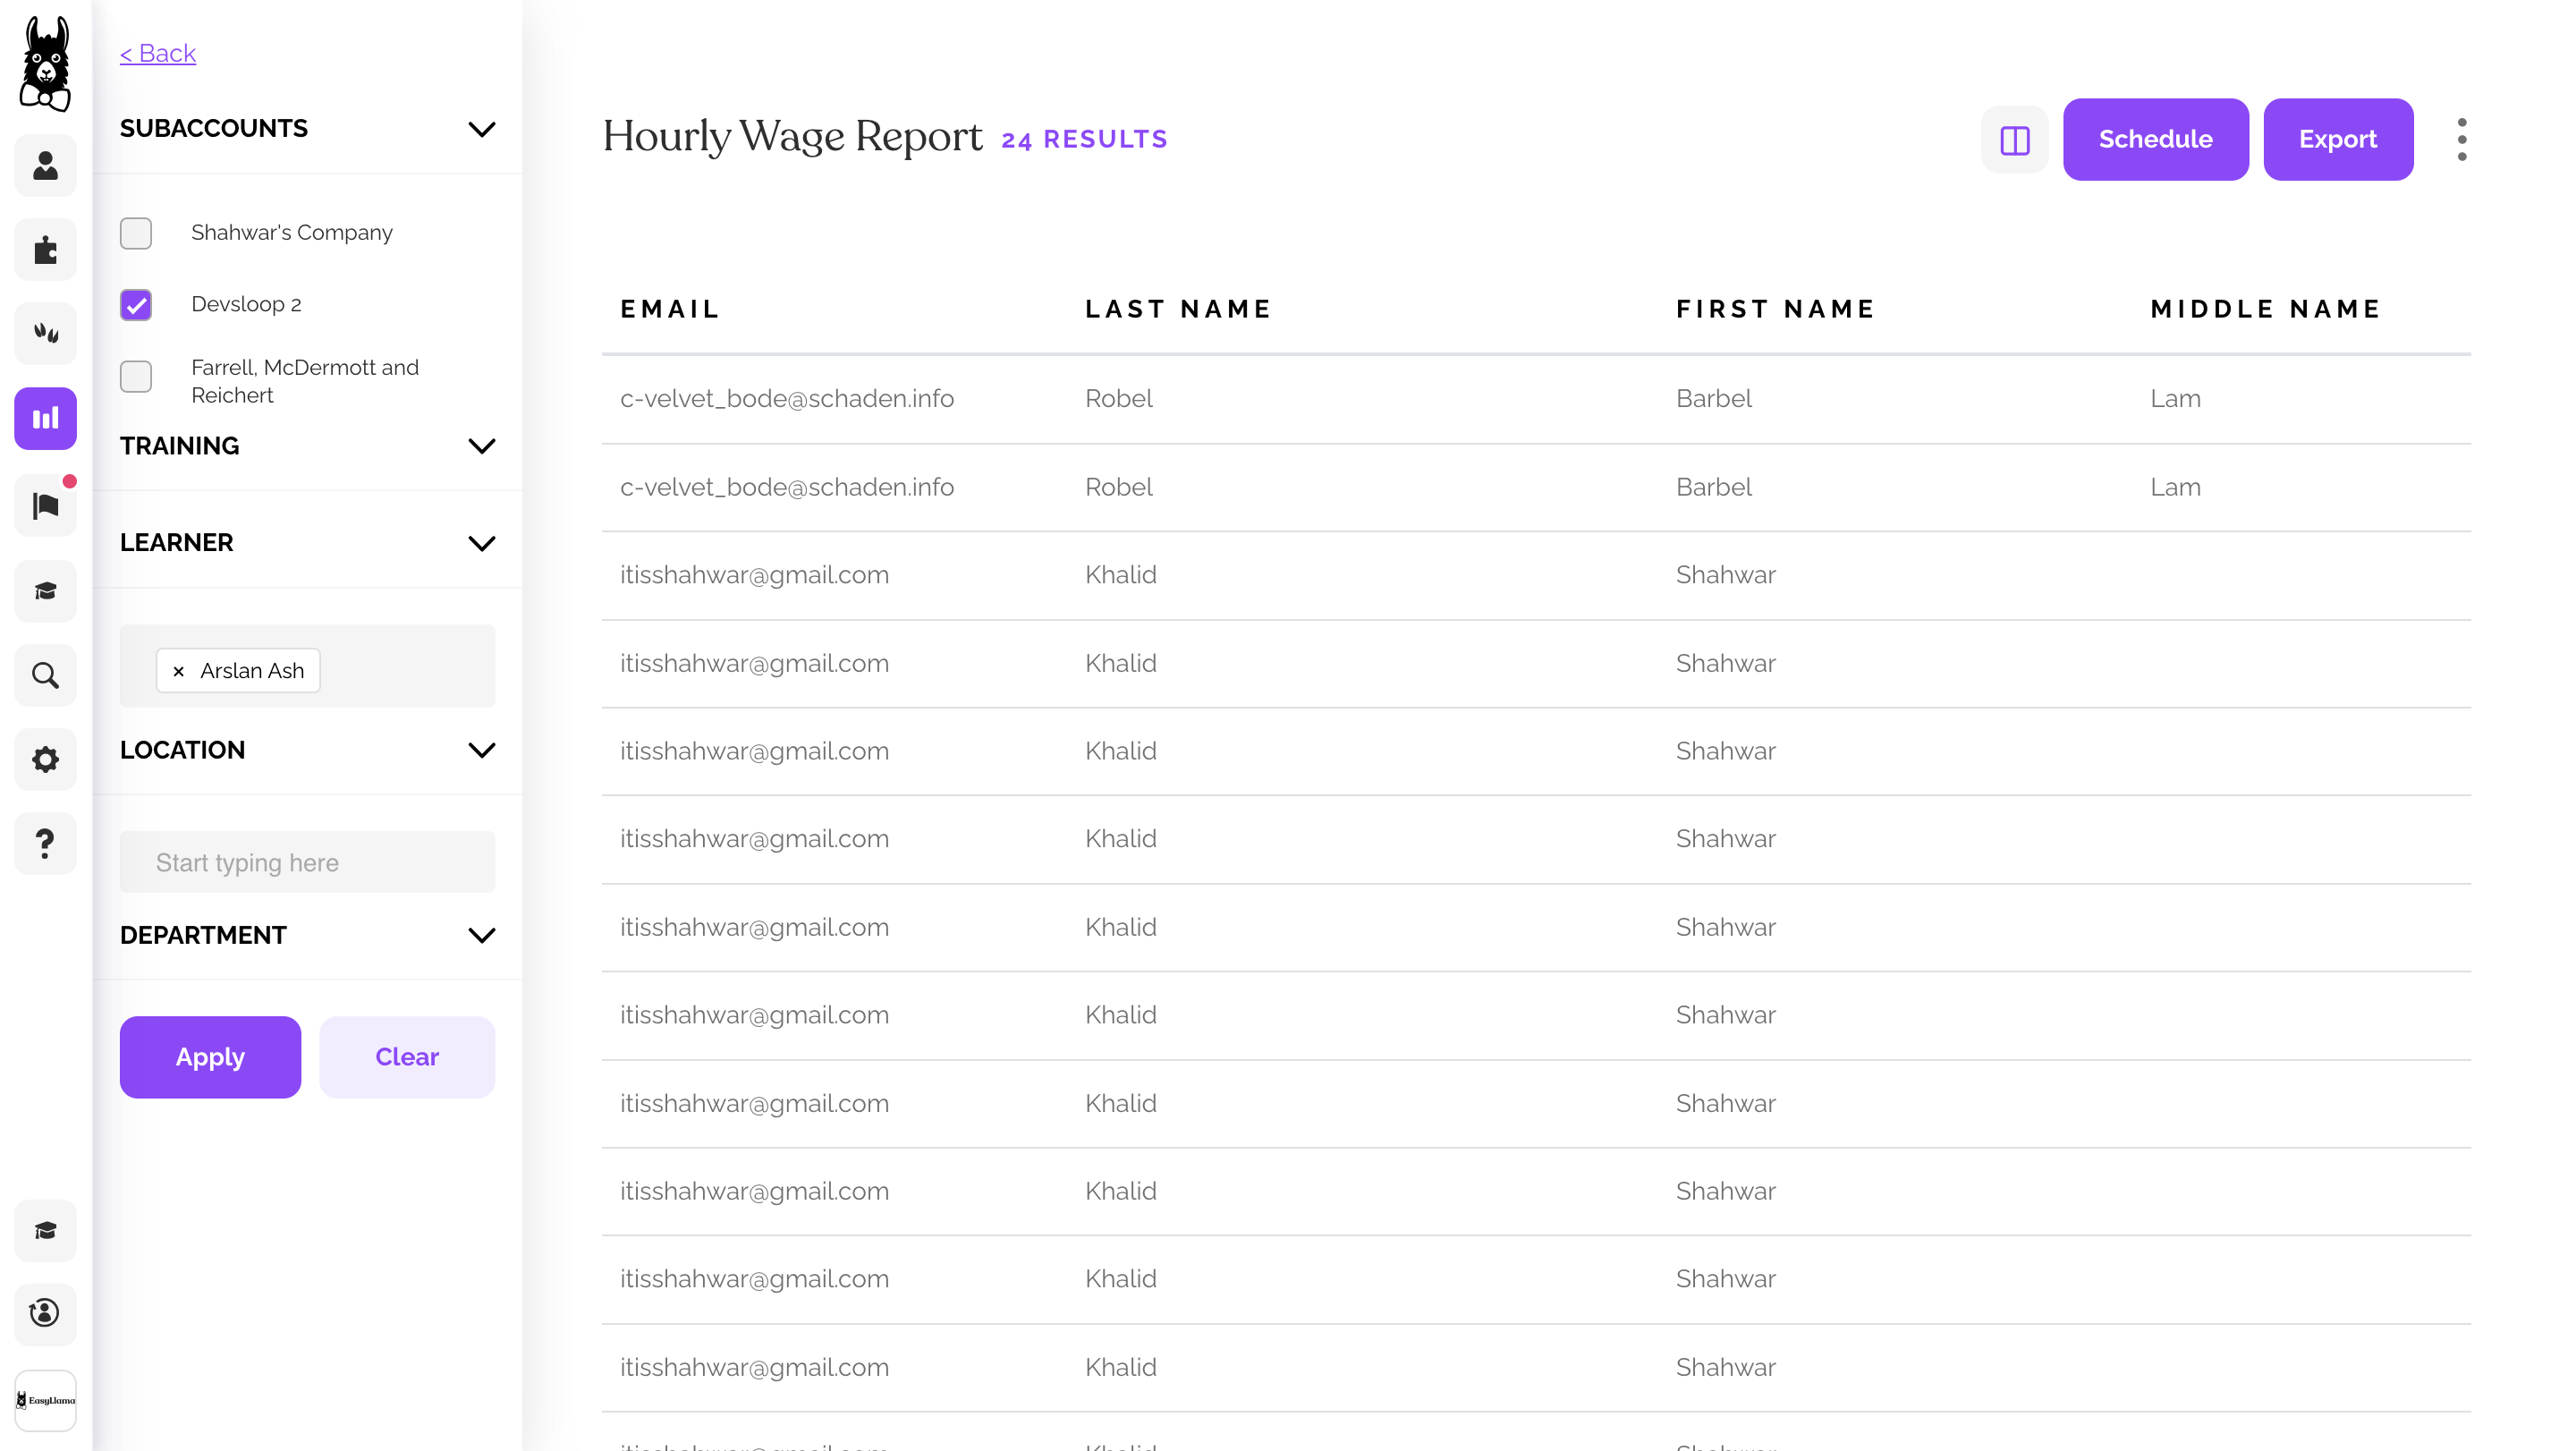 < Back
SUBACCOUNTS
Shahwar's Company
Devsloop 2
Farrell, McDermott and
Reichert
TRAINING
LEARNER
× Arslan Ash
LOCATION
Start typing here
DEPARTMENT
Apply Clear
EasyLlama
Hourly Wage Report 24 RESULTS
Schedule Export
EMAIL LAST NAME FIRST NAME MIDDLE NAME
c-velvet_bode@schaden.info Robel Barbel Lam
c-velvet_bode@schaden.info Robel Barbel Lam
itisshahwar@gmail.com Khalid Shahwar
itisshahwar@gmail.com Khalid Shahwar
itisshahwar@gmail.com Khalid Shahwar
itisshahwar@gmail.com Khalid Shahwar
itisshahwar@gmail.com Khalid Shahwar
itisshahwar@gmail.com Khalid Shahwar
itisshahwar@gmail.com Khalid Shahwar
itisshahwar@gmail.com Khalid Shahwar
itisshahwar@gmail.com Khalid Shahwar
itisshahwar@gmail.com Khalid Shahwar